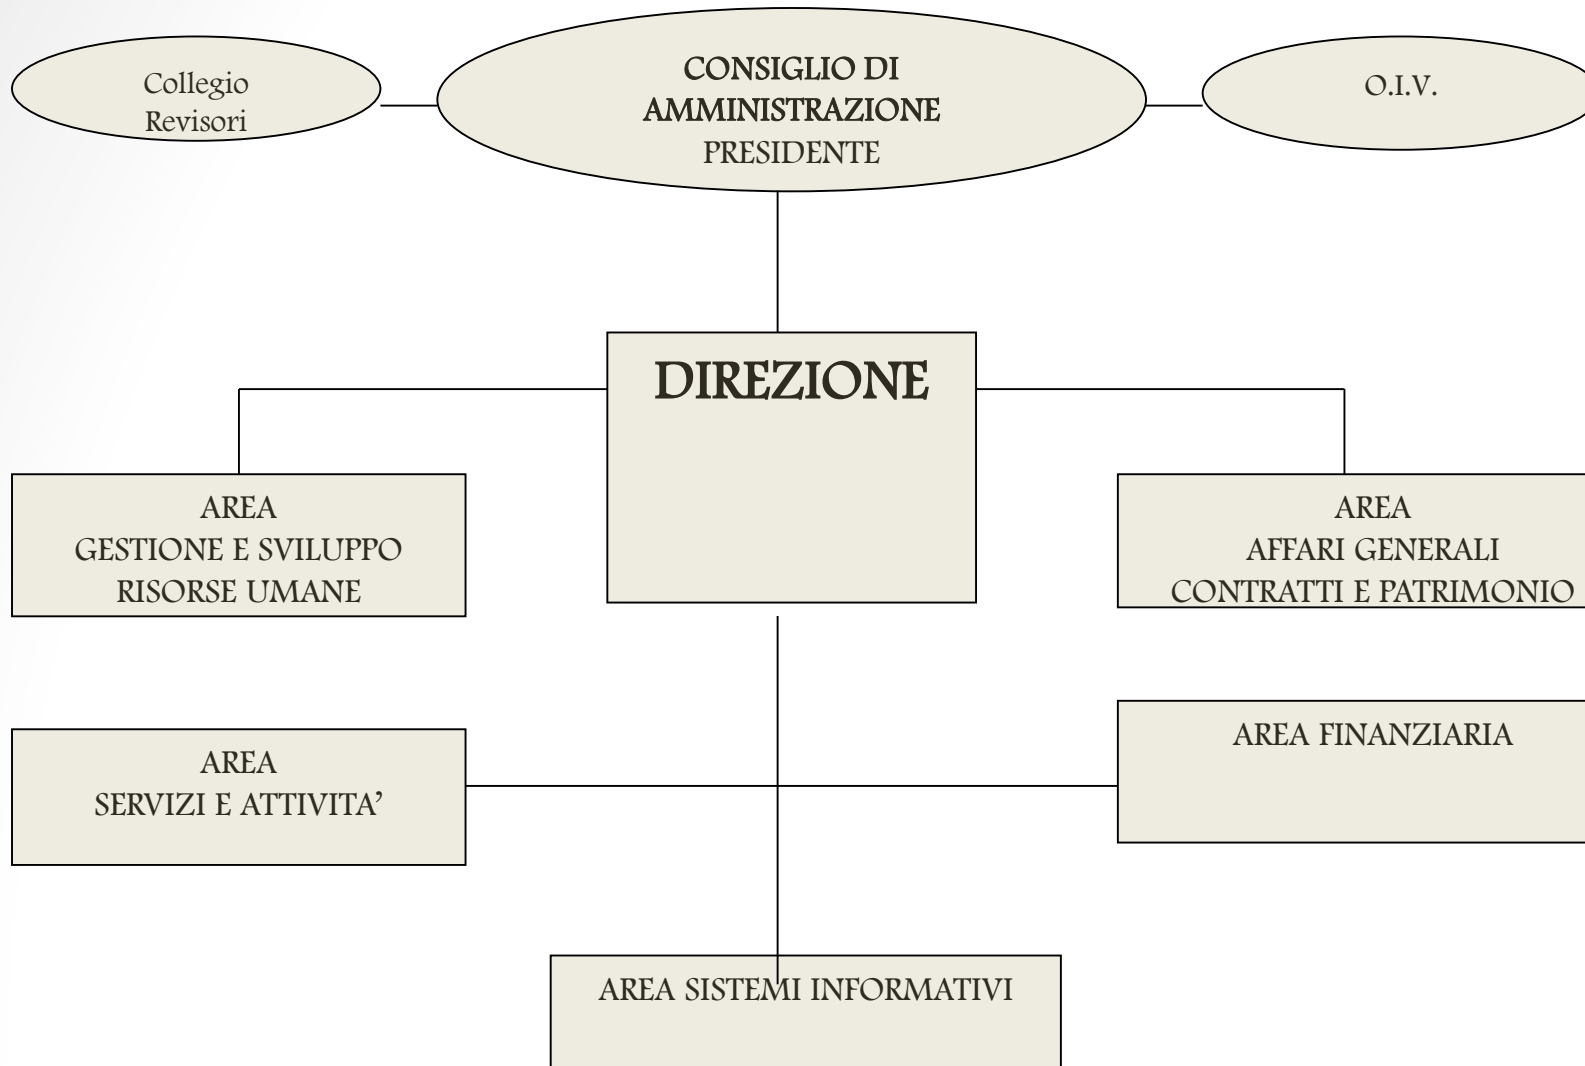 Collegio
Revisori
CONSIGLIO DI
AMMINISTRAZIONE
PRESIDENTE
O.I.V.
DIREZIONE
AREA
GESTIONE E SVILUPPO
RISORSE UMANE
AREA
AFFARI GENERALI
CONTRATTI E PATRIMONIO
AREA
SERVIZI E ATTIVITA’
AREA FINANZIARIA
AREA SISTEMI INFORMATIVI